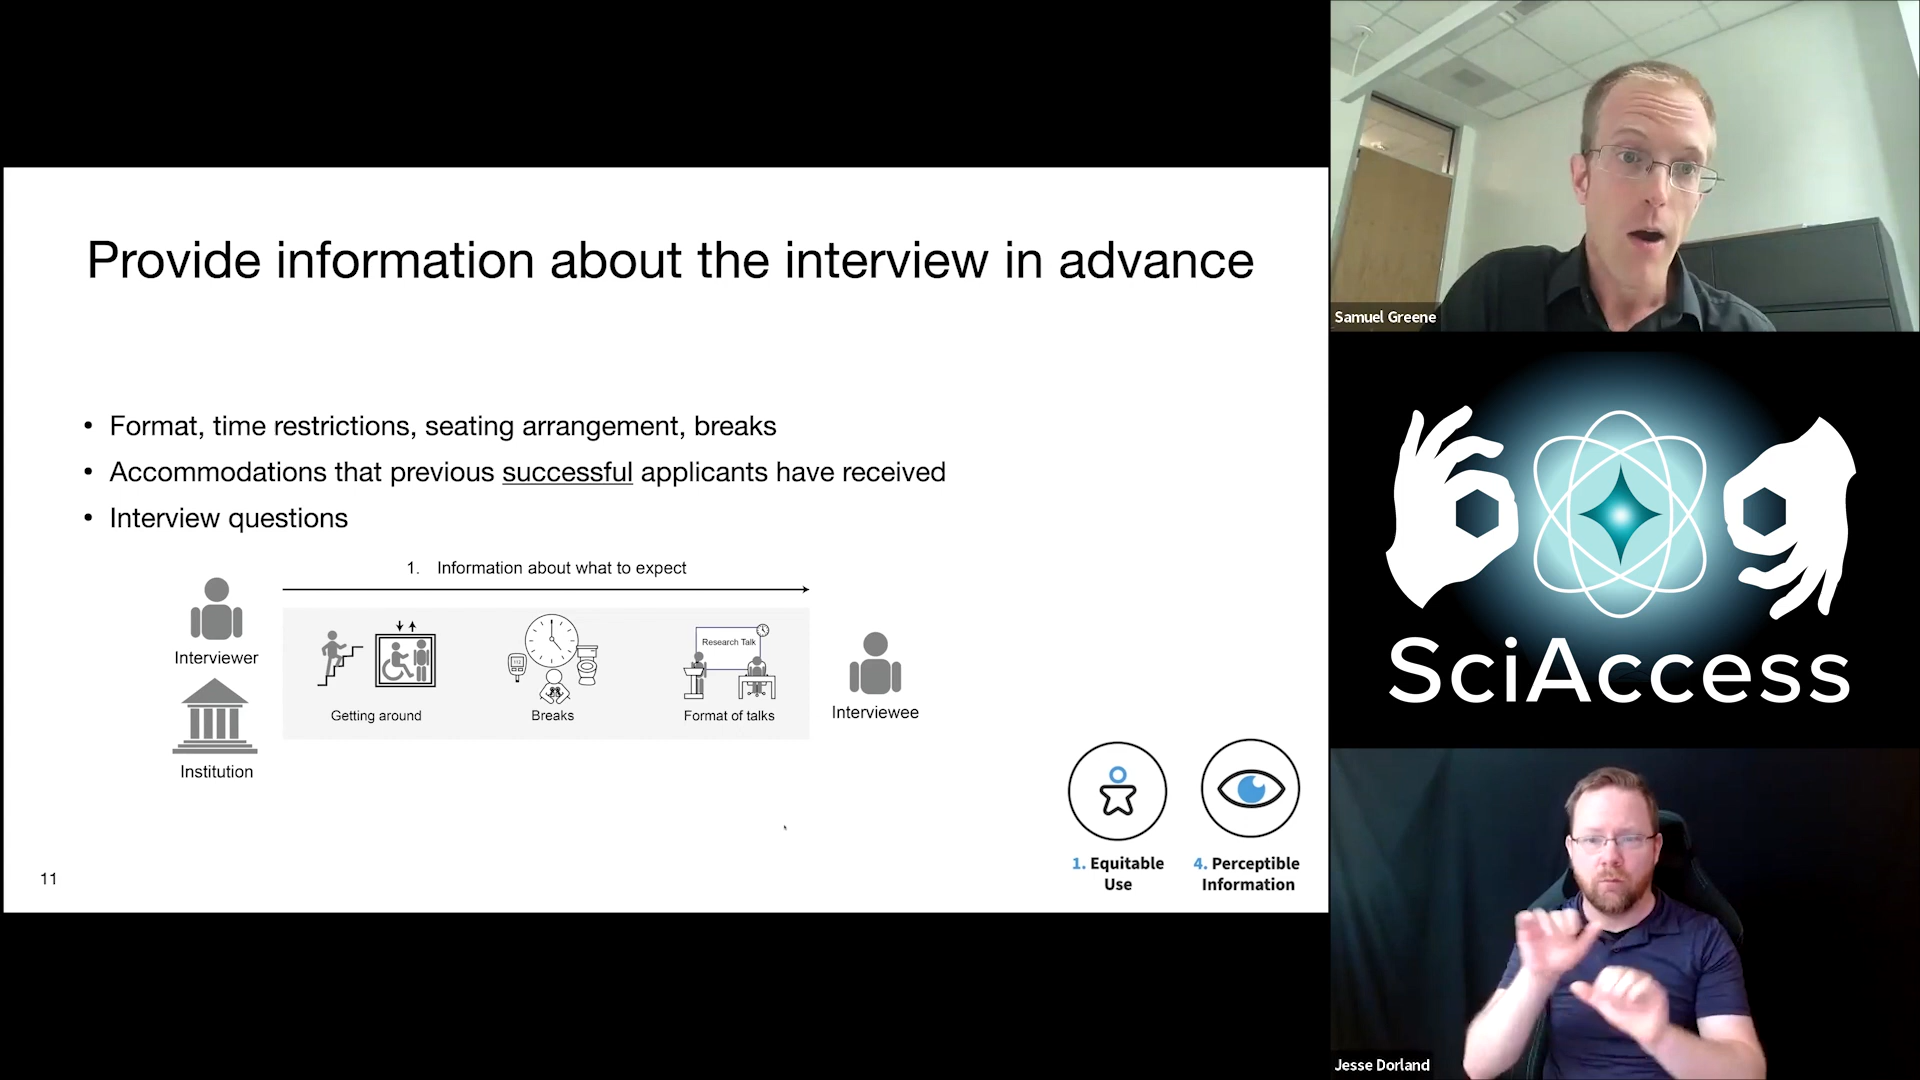 Provide information about the interview in advance
• Format, time restrictions, seating arrangement, breaks
• Accommodations that previous successful applicants have received
• Interview questions
1. Information about what to expect
Interviewer
Institution
Getting around
Breaks
Research Talk
Format of talks
Interviewee
1. Equitable
Use
4. Perceptible
Information
11
Samuel Greene
SciAccess
Jesse Dorland